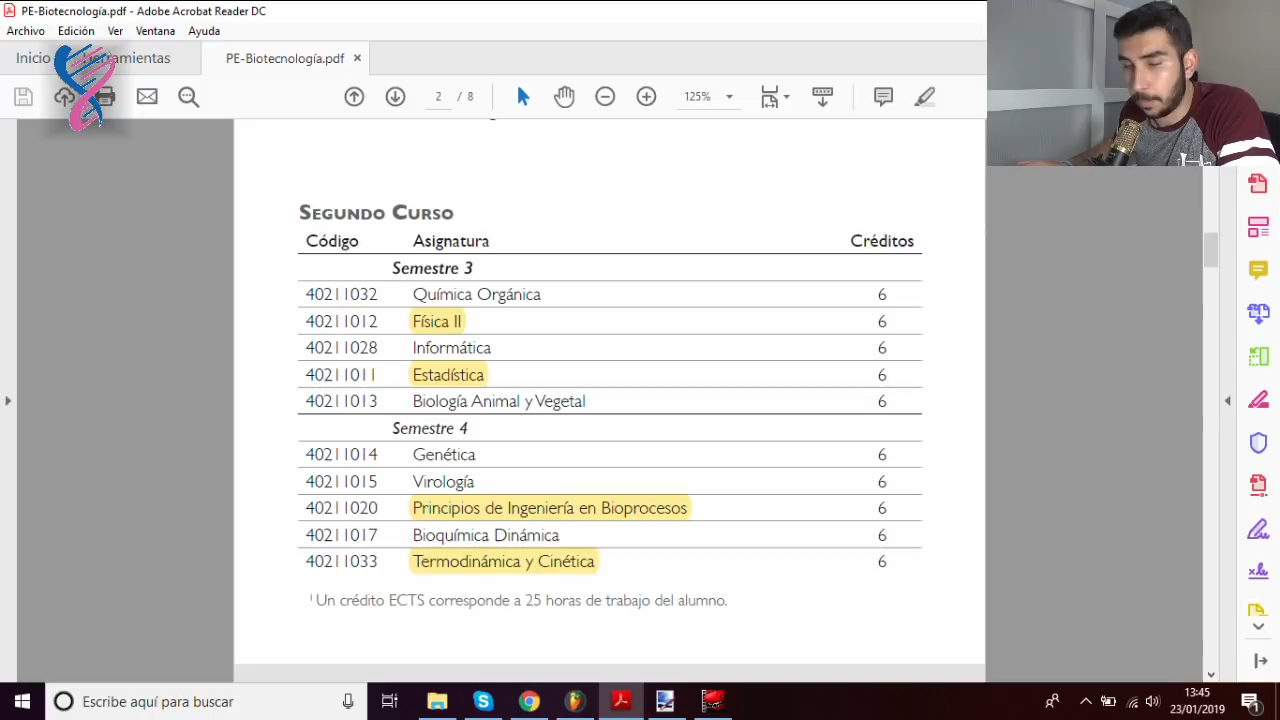 PE-Biotecnología.pdf - Adobe Acrobat Reader DC
Archivo Edición Ver Ventana Ayuda
Inicio PE-Biotecnología.pdf ×
2 / 8 125%
SEGUNDO CURSO
Código Asignatura Créditos
Semestre 3
40211032 Química Orgánica 6
40211012 Física II 6
40211028 Informática 6
40211011 Estadística 6
40211013 Biología Animal y Vegetal 6
Semestre 4
40211014 Genética 6
40211015 Virología 6
40211020 Principios de Ingeniería en Bioprocesos 6
40211017 Bioquímica Dinámica 6
40211033 Termodinámica y Cinética 6
1 Un crédito ECTS corresponde a 25 horas de trabajo del alumno.
Escribe aquí para buscar
13:45
23/01/2019
1